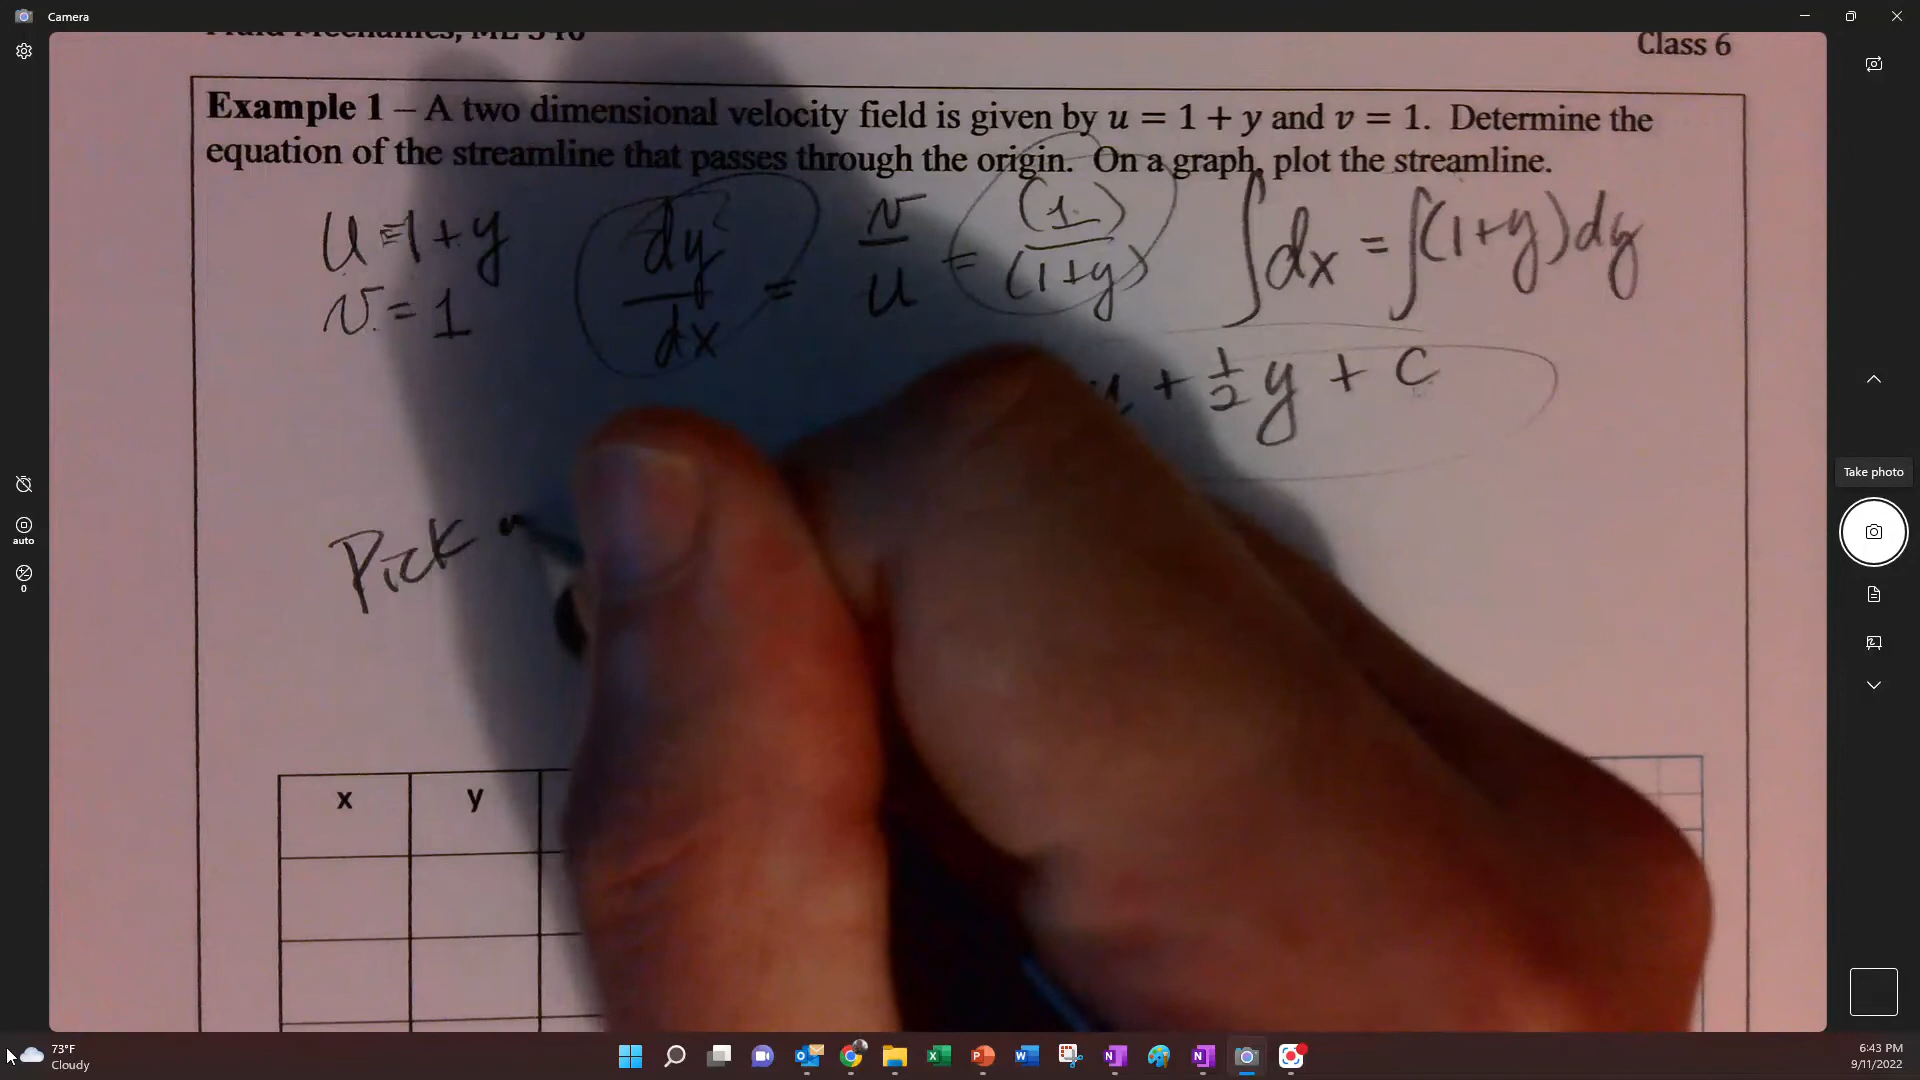 Camera
Class 6
Example 1 – A two dimensional velocity field is given by u = 1 + y and v = 1. Determine the
equation of the streamline that passes through the origin. On a graph, plot the streamline.
u = 1 + y
v = 1
dy/dx = v/u = (1)/(1+y)
∫dx = ∫(1+y)dy
y + ½y + C
Pick
x y
Take photo
auto
0
73°F
Cloudy
6:43 PM
9/11/2022